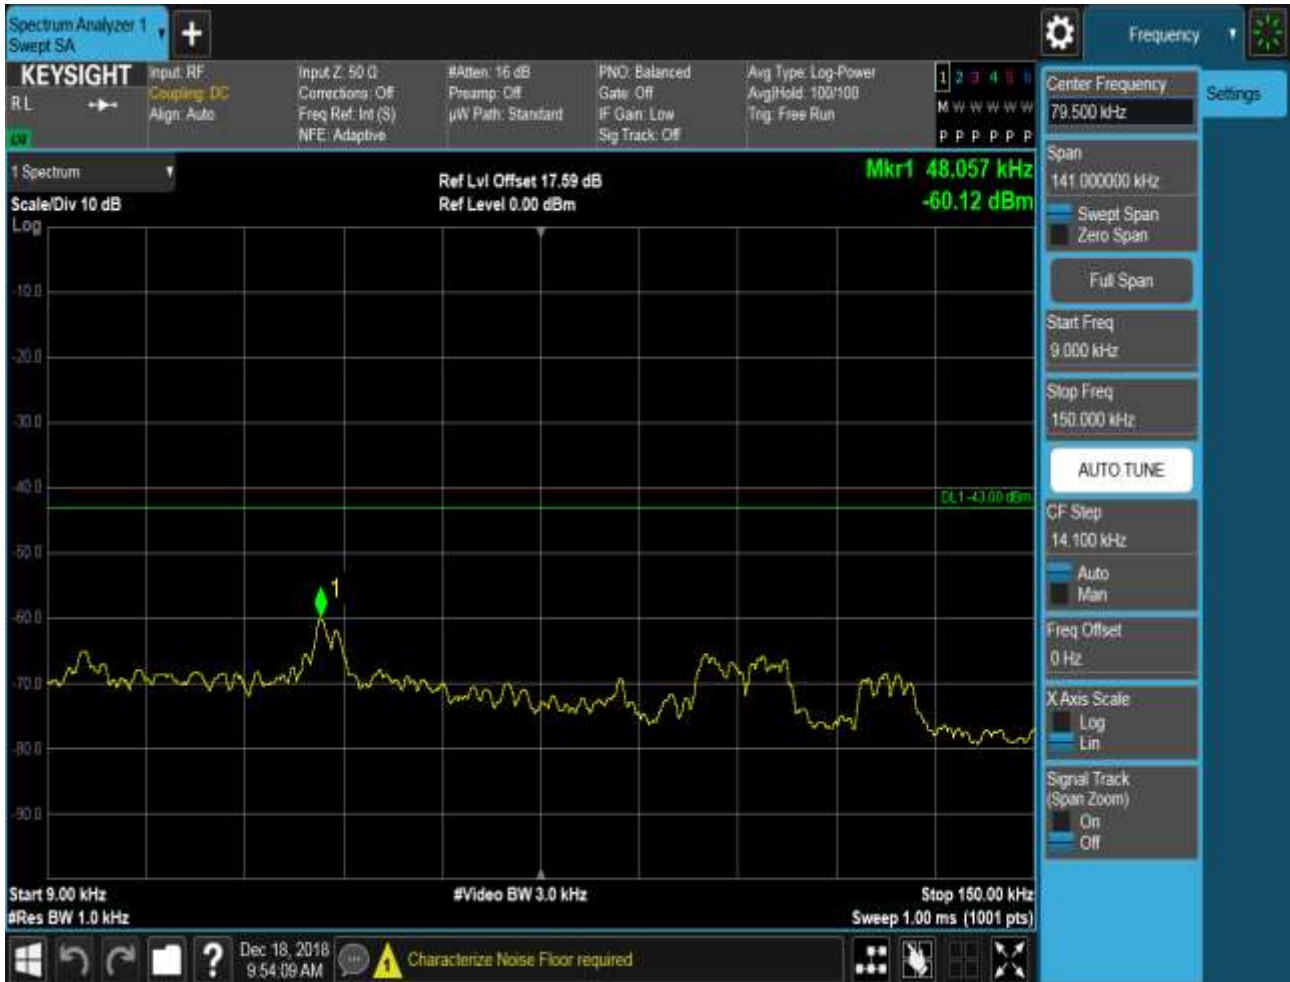 Spectrum Analyzer 1
Swept SA
+
Frequency
KEYSIGHT
R L
Input: RF
Coupling: DC
Align: Auto
Input Z: 50 Ω
Corrections: Off
Freq Ref: Int (S)
NFE: Adaptive
#Atten: 16 dB
Preamp: Off
µW Path: Standard
PNO: Balanced
Gate: Off
IF Gain: Low
Sig Track: Off
Avg Type: Log-Power
Avg|Hold: 100/100
Trig: Free Run
1 2 3 4 5 6
M W W W W W
P P P P P P
1 Spectrum
Scale/Div 10 dB
Ref Lvl Offset 17.59 dB
Ref Level 0.00 dBm
Mkr1 48.057 kHz
-60.12 dBm
Log
-10.0
-20.0
-30.0
-40.0
-50.0
-60.0
-70.0
-80.0
-90.0
DL1 -43.00 dBm
1
Start 9.00 kHz
#Res BW 1.0 kHz
#Video BW 3.0 kHz
Stop 150.00 kHz
Sweep 1.00 ms (1001 pts)
Center Frequency
79.500 kHz
Settings
Span
141.000000 kHz
Swept Span
Zero Span
Full Span
Start Freq
9.000 kHz
Stop Freq
150.000 kHz
AUTO TUNE
CF Step
14.100 kHz
Auto
Man
Freq Offset
0 Hz
X Axis Scale
Log
Lin
Signal Track
(Span Zoom)
On
Off
?
Dec 18, 2018
9:54:09 AM
1
Characterize Noise Floor required